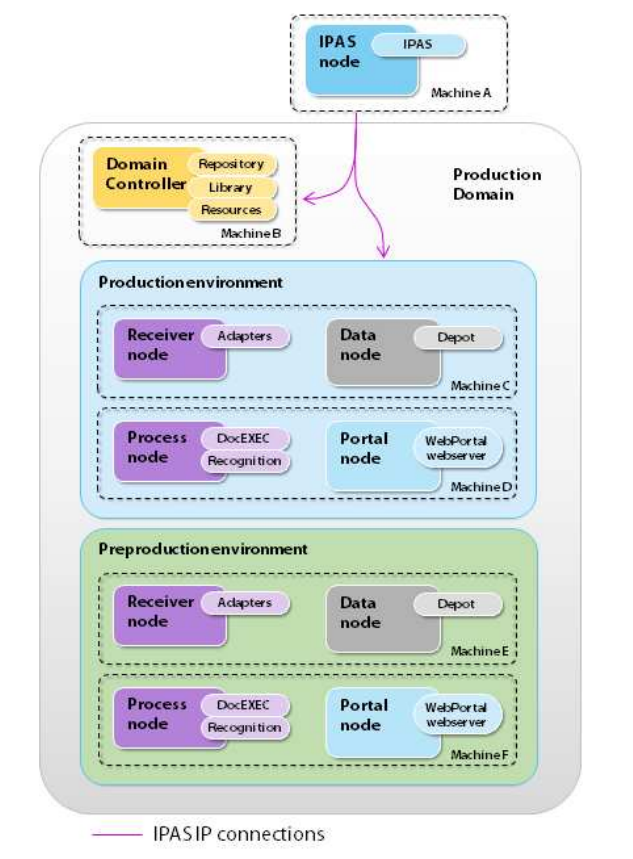 IPAS
node
IPAS
Machine A
Domain
Controller
Repository
Library
Resources
Machine B
Production
Domain
Production environment
Receiver
node
Adapters
Data
node
Depot
Machine C
Process
node
DocEXEC
Recognition
Portal
node
WebPortal
webserver
Machine D
Preproduction environment
Receiver
node
Adapters
Data
node
Depot
Machine E
Process
node
DocEXEC
Recognition
Portal
node
WebPortal
webserver
Machine F
IPAS IP connections